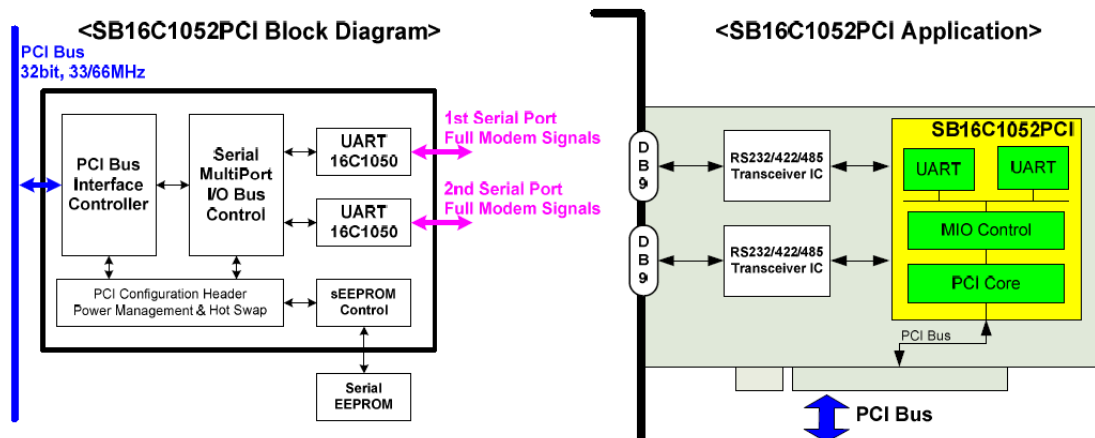 <SB16C1052PCI Block Diagram>
PCI Bus
32bit, 33/66MHz
PCI Bus
Interface
Controller
Serial
MultiPort
I/O Bus
Control
UART
16C1050
UART
16C1050
1st Serial Port
Full Modem Signals
2nd Serial Port
Full Modem Signals
PCI Configuration Header
Power Management & Hot Swap
sEEPROM
Control
Serial
EEPROM
<SB16C1052PCI Application>
DB9
RS232/422/485
Transceiver IC
DB9
RS232/422/485
Transceiver IC
SB16C1052PCI
UART
UART
MIO Control
PCI Core
PCI Bus
PCI Bus